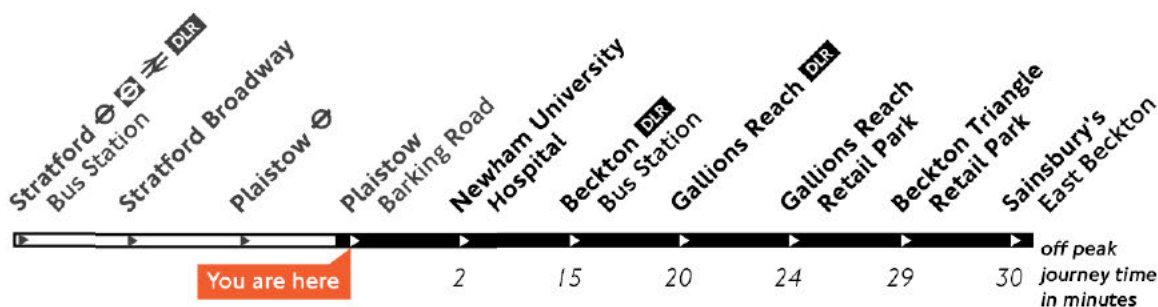 Stratford DLR
Bus Station
Stratford Broadway
Plaistow
Plaistow
Barking Road
Newham University
Hospital
Beckton DLR
Bus Station
Gallions Reach DLR
Gallions Reach
Retail Park
Beckton Triangle
Retail Park
Sainsbury's
East Beckton
You are here
2 15 20 24 29 30
off peak
journey time
in minutes